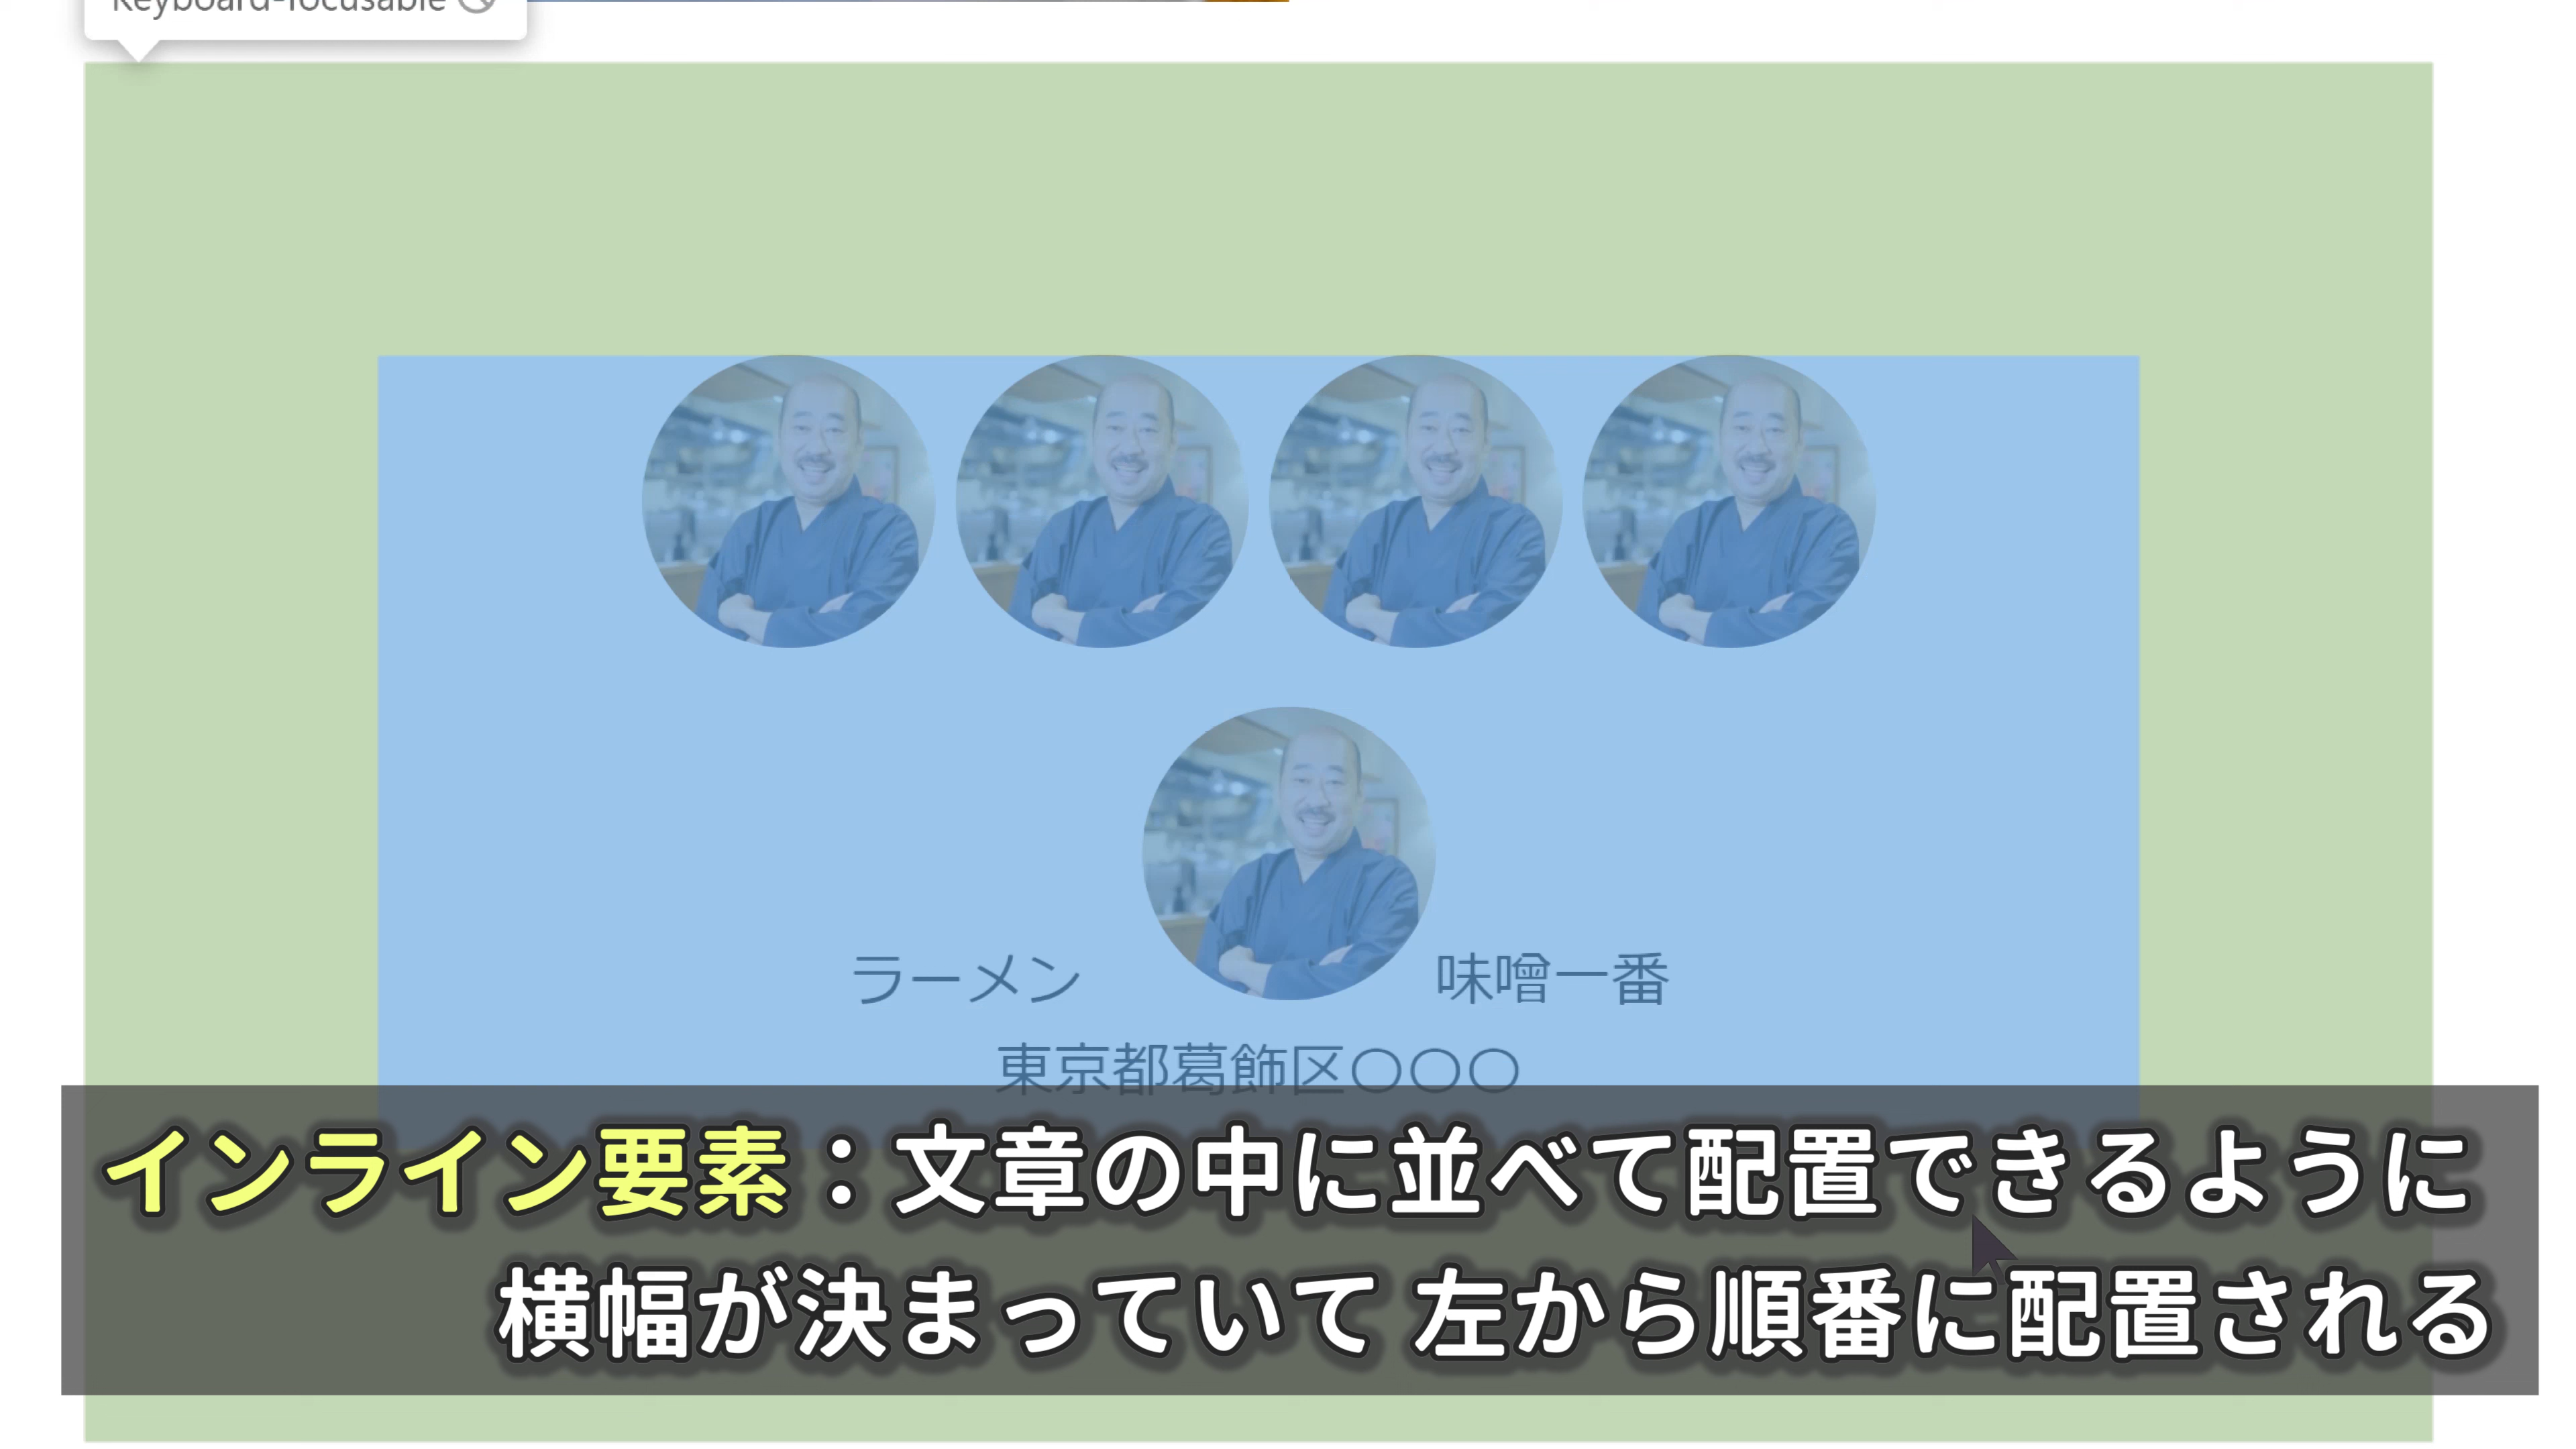 Keyboard-focusable
ラーメン 味噌一番
東京都葛飾区〇〇〇
インライン要素：文章の中に並べて配置できるように
横幅が決まっていて 左から順番に配置される